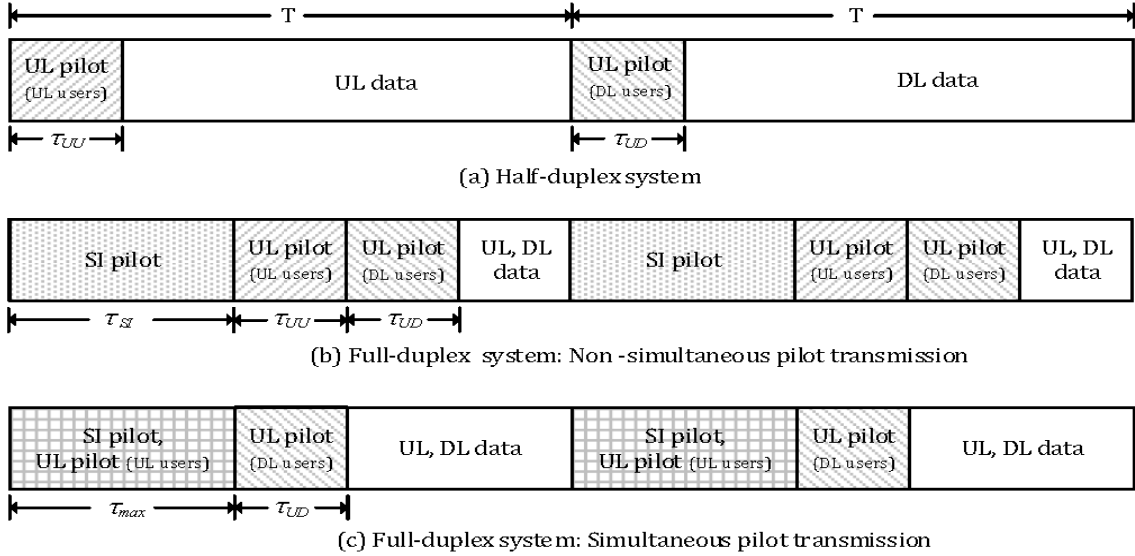 T T
UL pilot
(UL users)
UL data
UL pilot
(DL users)
DL data
τUU τUD
(a) Half-duplex system
SI pilot
UL pilot
(UL users)
UL pilot
(DL users)
UL, DL
data
SI pilot
UL pilot
(UL users)
UL pilot
(DL users)
UL, DL
data
τSI τUU τUD
(b) Full-duplex system: Non -simultaneous pilot transmission
SI pilot,
UL pilot (UL users)
UL pilot
(DL users)
UL, DL data
SI pilot,
UL pilot (UL users)
UL pilot
(DL users)
UL, DL data
τmax τUD
(c) Full-duplex system: Simultaneous pilot transmission